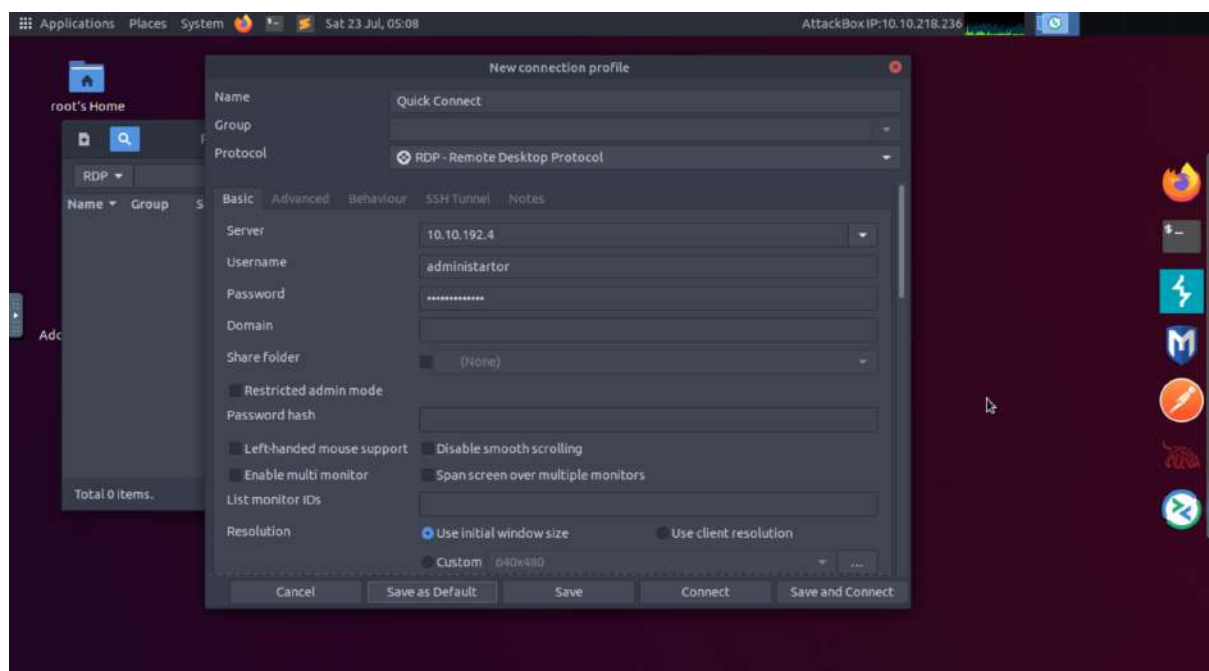 Applications Places System Sat 23 Jul, 05:08 AttackBox IP:10.10.218.236
root's Home
RDP
Name Group S
Total 0 items.
New connection profile
Name Quick Connect
Group
Protocol RDP - Remote Desktop Protocol
Basic Advanced Behaviour SSH Tunnel Notes
Server 10.10.192.4
Username administartor
Password •••••••••••••
Domain
Share folder (None)
Restricted admin mode
Password hash
Left-handed mouse support Disable smooth scrolling
Enable multi monitor Span screen over multiple monitors
List monitor IDs
Resolution Use initial window size Use client resolution
Custom 640x480 ...
Cancel Save as Default Save Connect Save and Connect